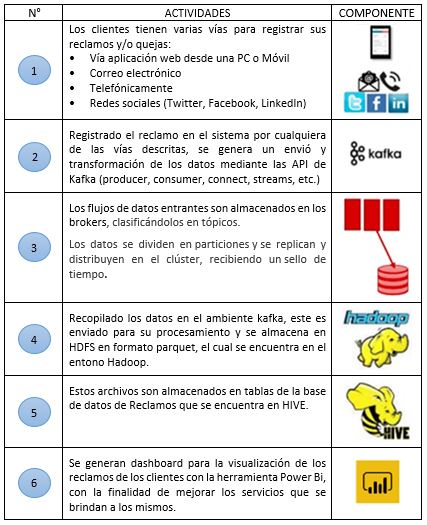 N° ACTIVIDADES COMPONENTE
1
Los clientes tienen varias vías para registrar sus
reclamos y/o quejas:
• Vía aplicación web desde una PC o Móvil
• Correo electrónico
• Telefónicamente
• Redes sociales (Twitter, Facebook, LinkedIn)
2
Registrado el reclamo en el sistema por cualquiera
de las vías descritas, se genera un envió y
transformación de los datos mediante las API de
Kafka (producer, consumer, connect, streams, etc.)
kafka
3
Los flujos de datos entrantes son almacenados en los
brokers, clasificándolos en tópicos.
Los datos se dividen en particiones y se replican y
distribuyen en el clúster, recibiendo un sello de
tiempo.
4
Recopilado los datos en el ambiente kafka, este es
enviado para su procesamiento y se almacena en
HDFS en formato parquet, el cual se encuentra en el
entono Hadoop.
hadoop
5
Estos archivos son almacenados en tablas de la base
de datos de Reclamos que se encuentra en HIVE.
HIVE
6
Se generan dashboard para la visualización de los
reclamos de los clientes con la herramienta Power Bi,
con la finalidad de mejorar los servicios que se
brindan a los mismos.